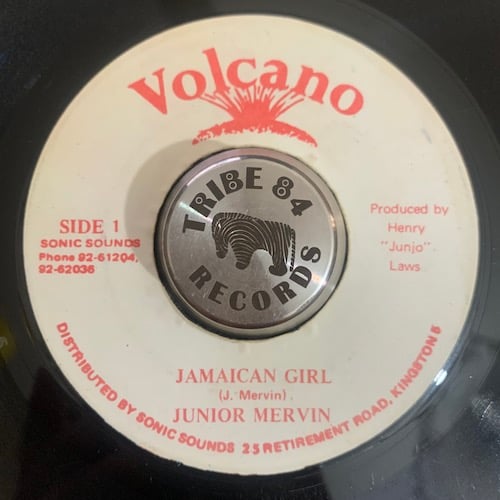 Volcano
TRIBE 84
RECORDS
SIDE 1
SONIC SOUNDS
Phone 92-61204,
92-62036
Produced by
Henry
"Junjo"
Laws
JAMAICAN GIRL
(J. Mervin)
JUNIOR MERVIN
DISTRIBUTED BY SONIC SOUNDS 25 RETIREMENT ROAD, KINGSTON 5